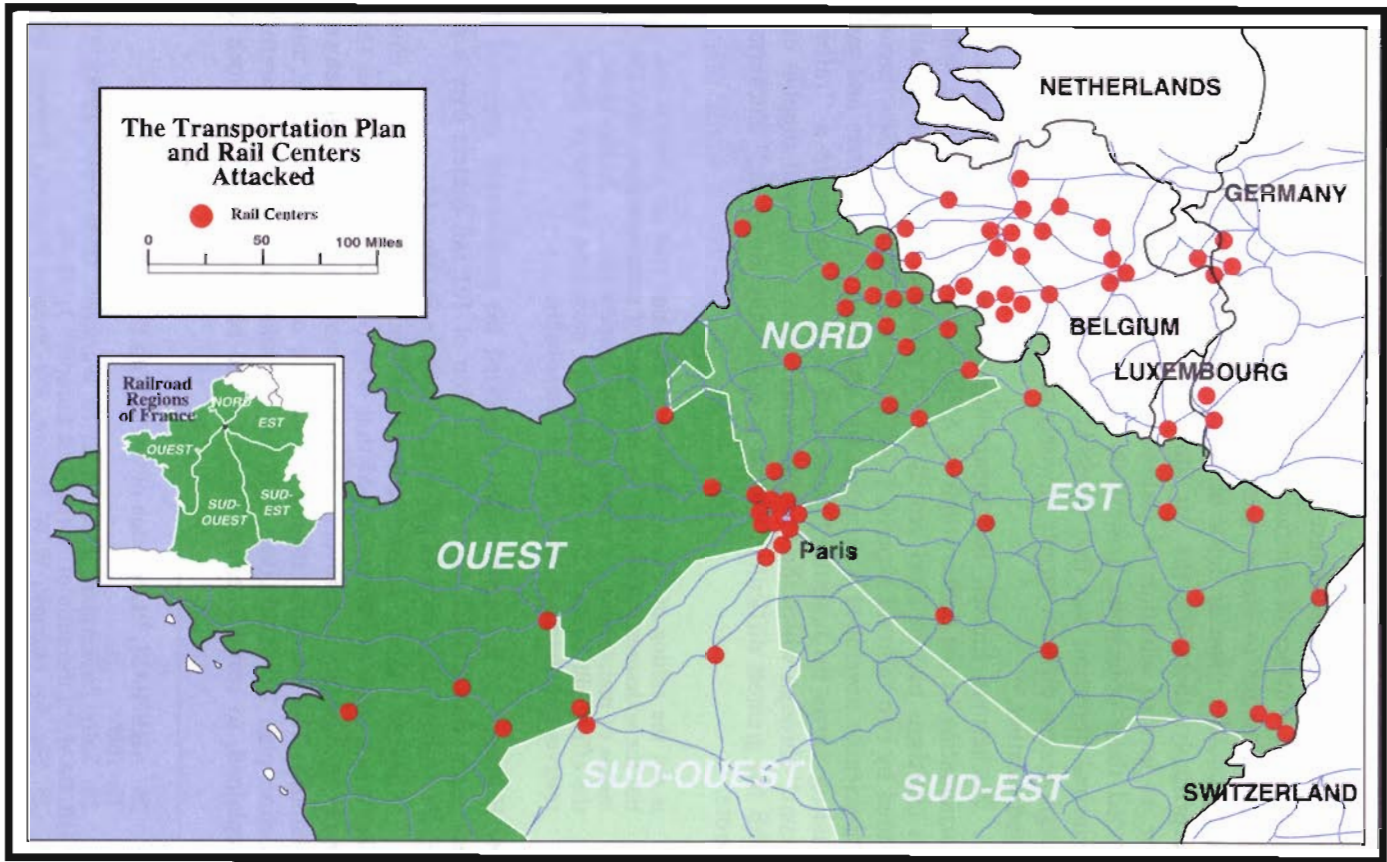 The Transportation Plan
and Rail Centers
Attacked
Rail Centers
0 50 100 Miles
Railroad
Regions
of France
NORD
EST
OUEST
SUD-
OUEST
SUD-
EST
NETHERLANDS
GERMANY
BELGIUM
LUXEMBOURG
NORD
EST
OUEST
Paris
SUD-OUEST
SUD-EST
SWITZERLAND